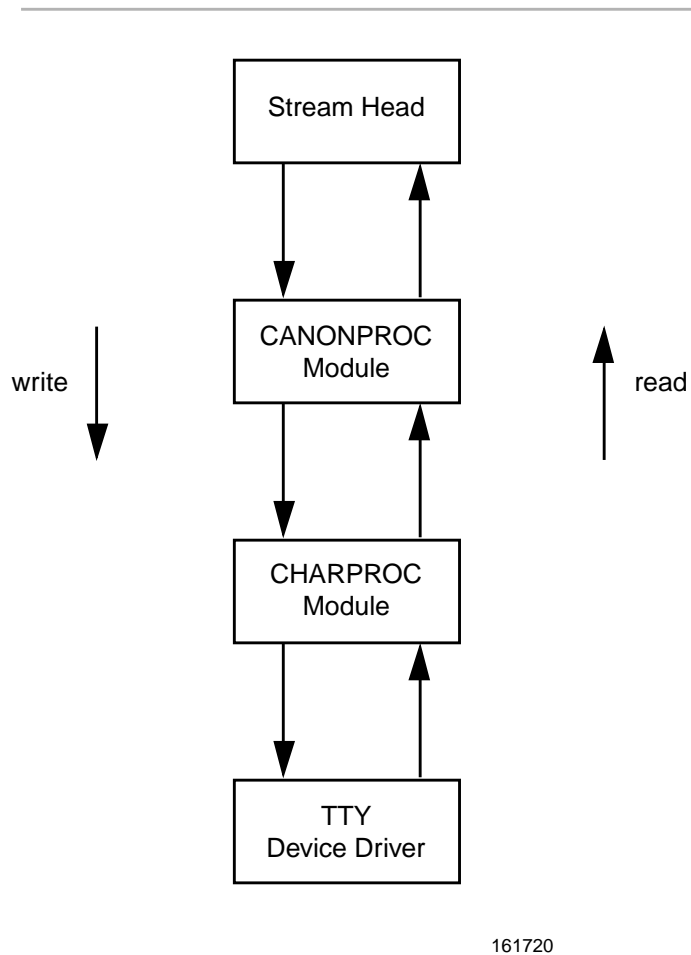 Stream Head
CANONPROC
Module
write
read
CHARPROC
Module
TTY
Device Driver
161720